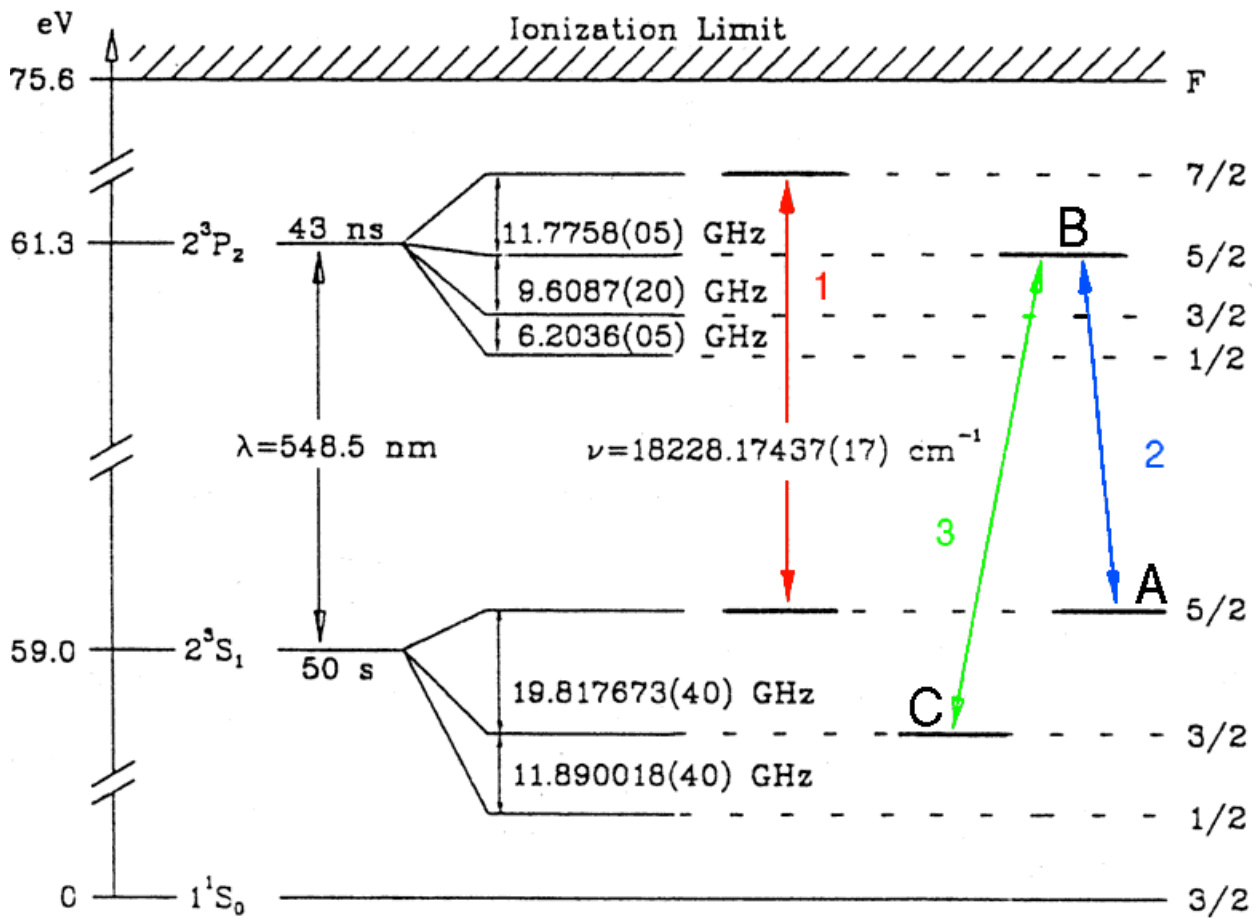 eV
Ionization Limit
75.6
F
7/2
43 ns
11.7758(05) GHz
B
61.3
2³P₂
5/2
1
9.6087(20) GHz
3/2
6.2036(05) GHz
1/2
λ=548.5 nm
ν=18228.17437(17) cm⁻¹
2
3
A
5/2
59.0
2³S₁
50 s
19.817673(40) GHz
C
3/2
11.890018(40) GHz
1/2
0
1¹S₀
3/2